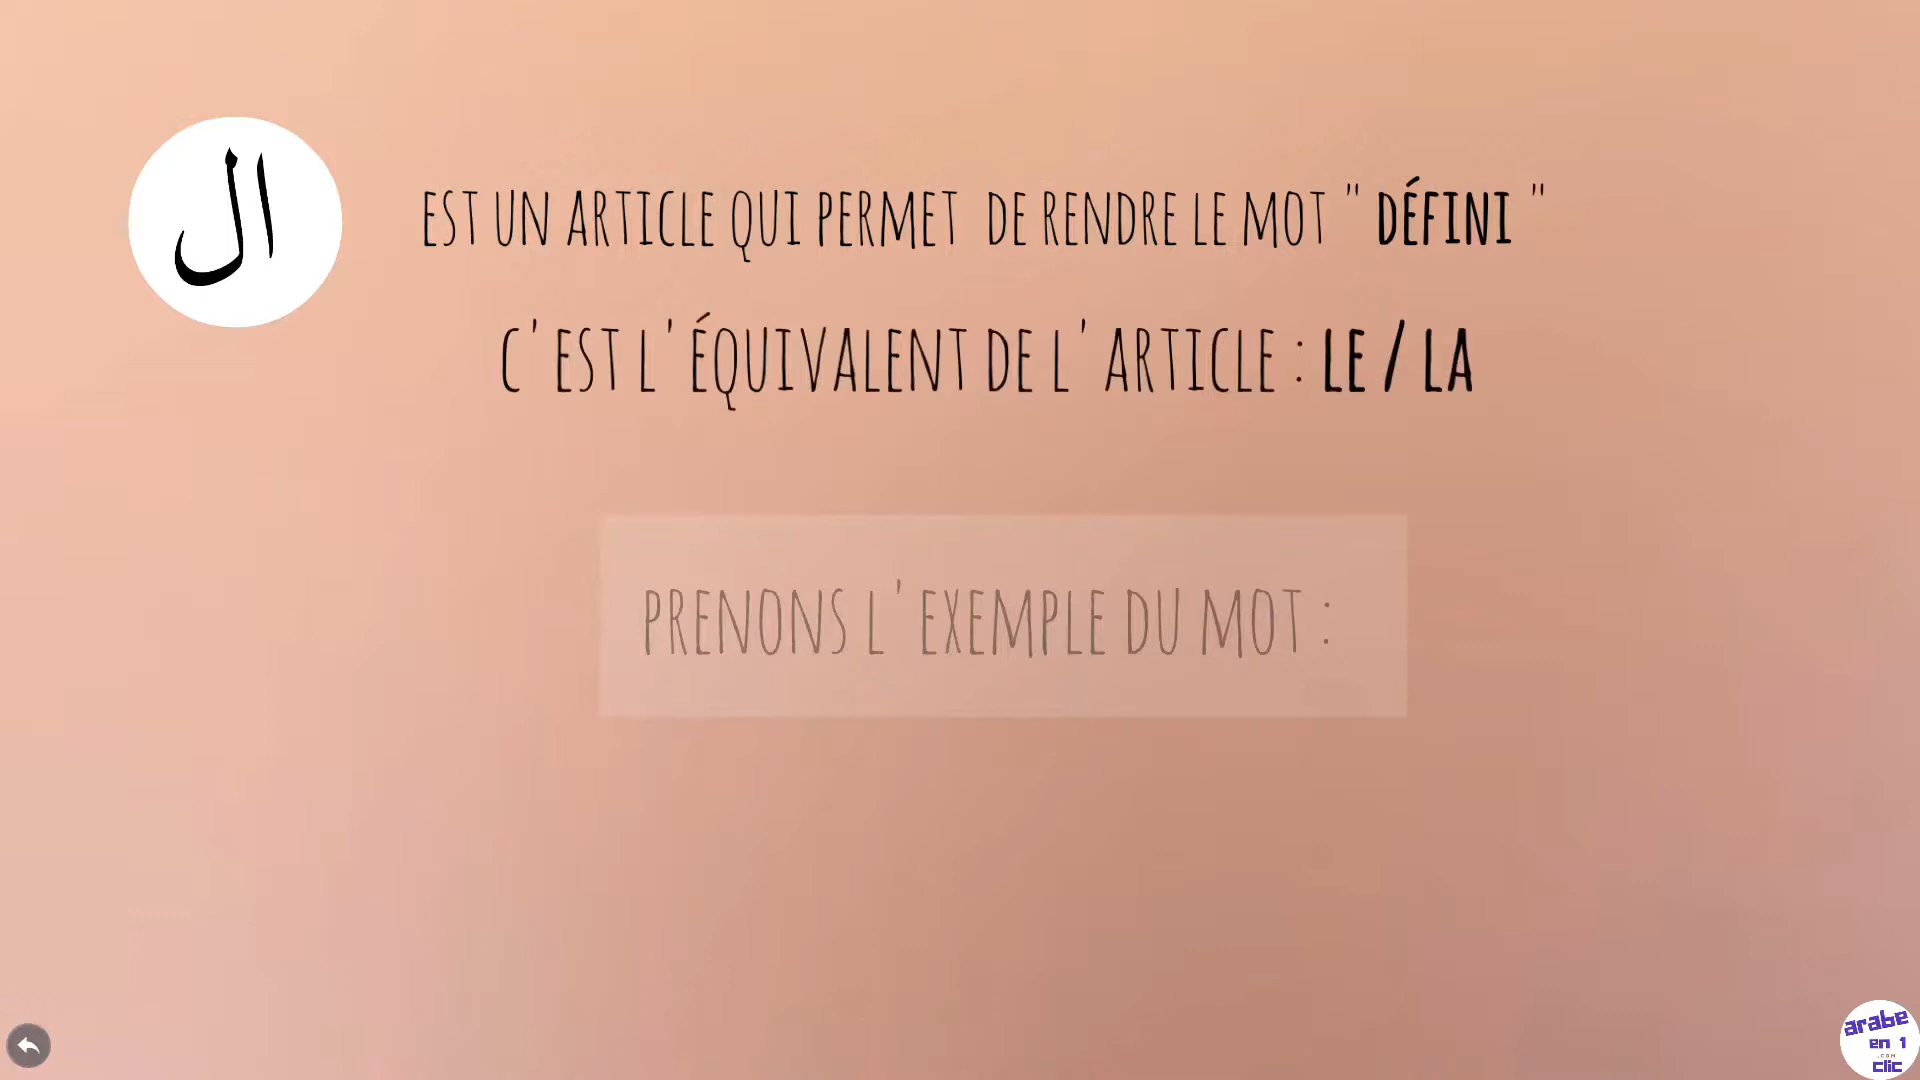 ال
EST UN ARTICLE QUI PERMET DE RENDRE LE MOT " DÉFINI "
C'EST L'ÉQUIVALENT DE L'ARTICLE : LE / LA
PRENONS L'EXEMPLE DU MOT :
arabe
en 1
.COM
clic